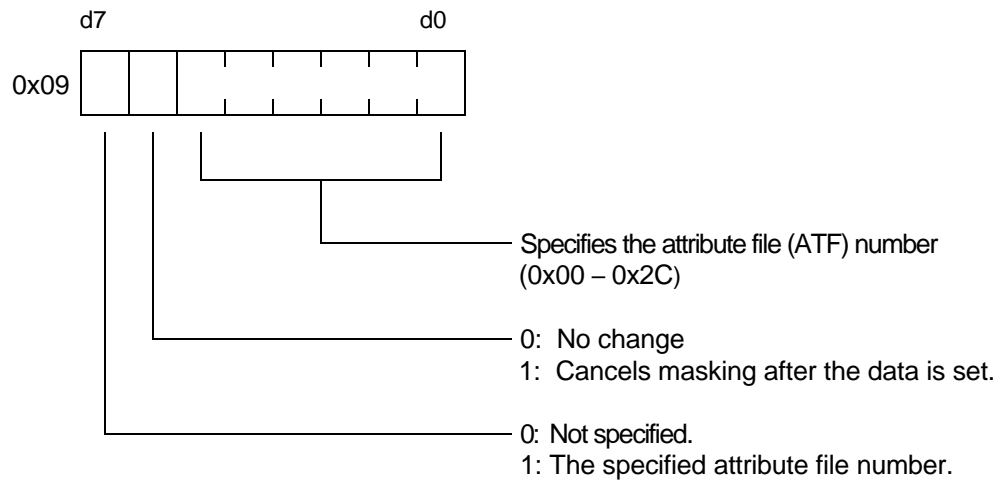 d7 d0
0x09
Specifies the attribute file (ATF) number
(0x00 – 0x2C)
0: No change
1: Cancels masking after the data is set.
0: Not specified.
1: The specified attribute file number.